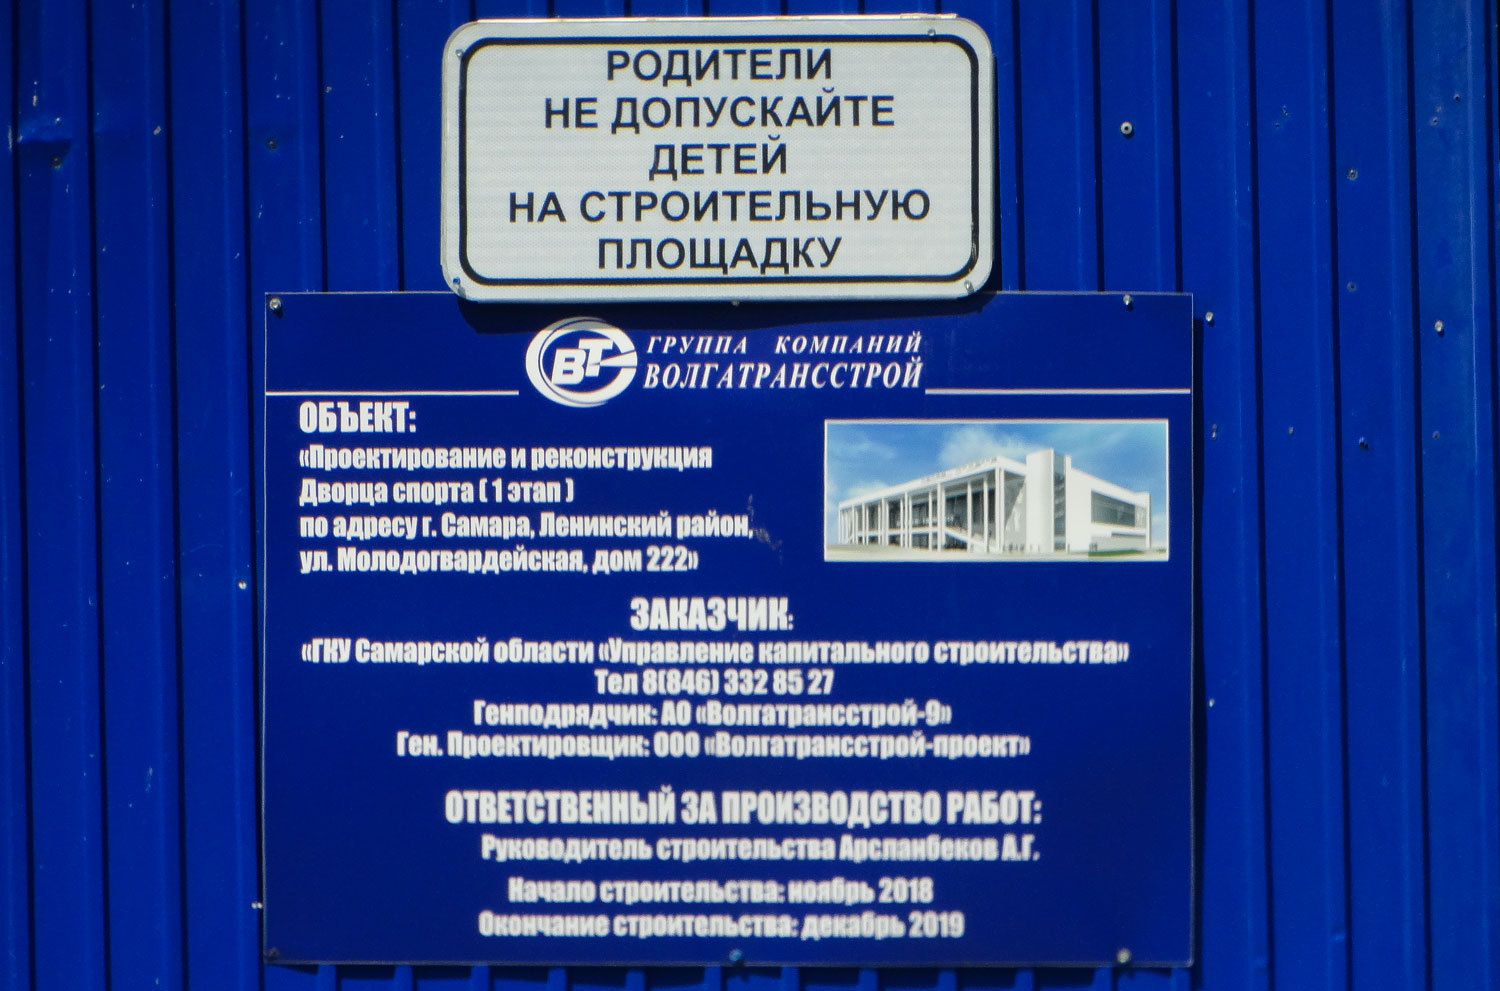 РОДИТЕЛИ
НЕ ДОПУСКАЙТЕ
ДЕТЕЙ
НА СТРОИТЕЛЬНУЮ
ПЛОЩАДКУ
ВТ
ГРУППА КОМПАНИЙ
ВОЛГАТРАНССТРОЙ
ОБЪЕКТ:
«Проектирование и реконструкция
Дворца спорта ( 1 этап )
по адресу г. Самара, Ленинский район,
ул. Молодогвардейская, дом 222»
ЗАКАЗЧИК:
«ГКУ Самарской области «Управление капитального строительства»
Тел 8(846) 332 85 27
Генподрядчик: АО «Волгатрансстрой-9»
Ген. Проектировщик: ООО «Волгатрансстрой-проект»
ОТВЕТСТВЕННЫЙ ЗА ПРОИЗВОДСТВО РАБОТ:
Руководитель строительства Арсланбеков А.Г.
Начало строительства: ноябрь 2018
Окончание строительства: декабрь 2019